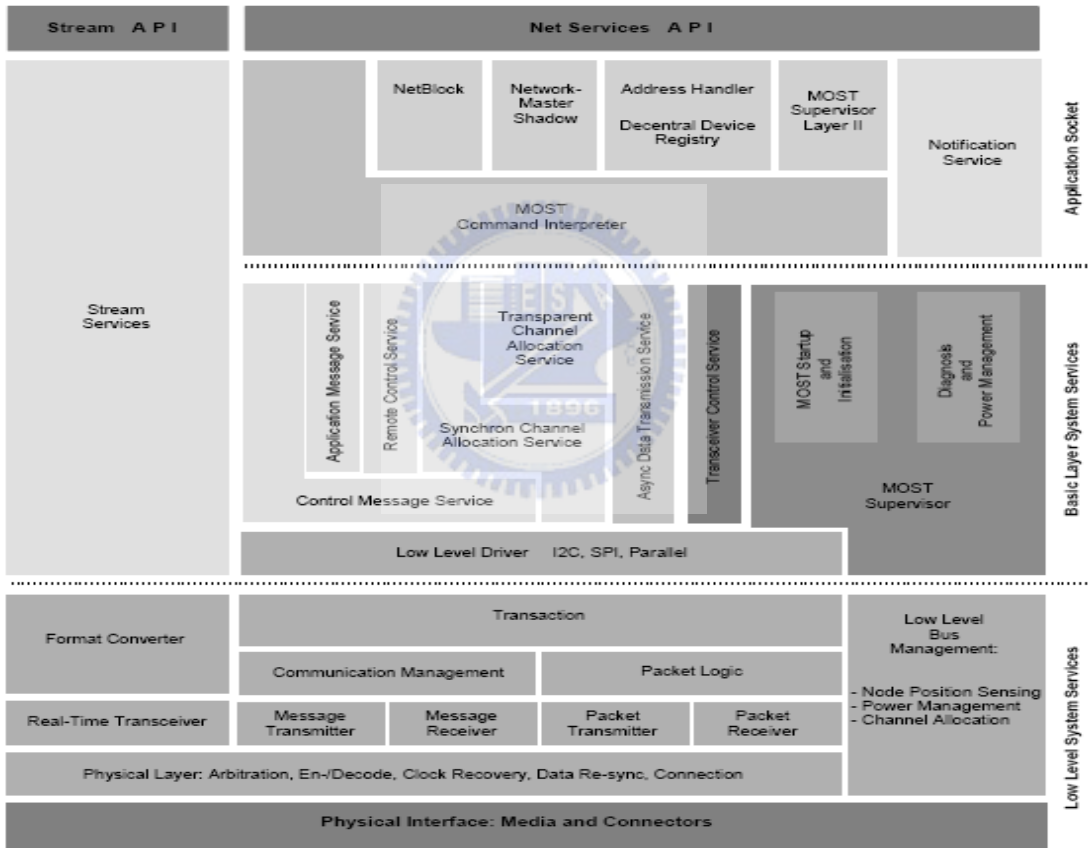 Stream A P I
Net Services A P I
NetBlock
Network-
Master
Shadow
Address Handler
Decentral Device
Registry
MOST
Supervisor
Layer II
Notification
Service
Application Socket
MOST
Command Interpreter
Stream
Services
Application Message Service
Remote Control Service
Transparent
Channel
Allocation
Service
Synchron Channel
Allocation Service
Async Data Transmission Service
Transceiver Control Service
MOST Startup
and
Initialisation
Diagnosis
and
Power Management
Basic Layer System Services
ES
1896
Control Message Service
MOST
Supervisor
Low Level Driver I2C, SPI, Parallel
Format Converter
Transaction
Low Level
Bus
Management:
- Node Position Sensing
- Power Management
- Channel Allocation
Low Level System Services
Communication Management
Packet Logic
Real-Time Transceiver
Message
Transmitter
Message
Receiver
Packet
Transmitter
Packet
Receiver
Physical Layer: Arbitration, En-/Decode, Clock Recovery, Data Re-sync, Connection
Physical Interface: Media and Connectors